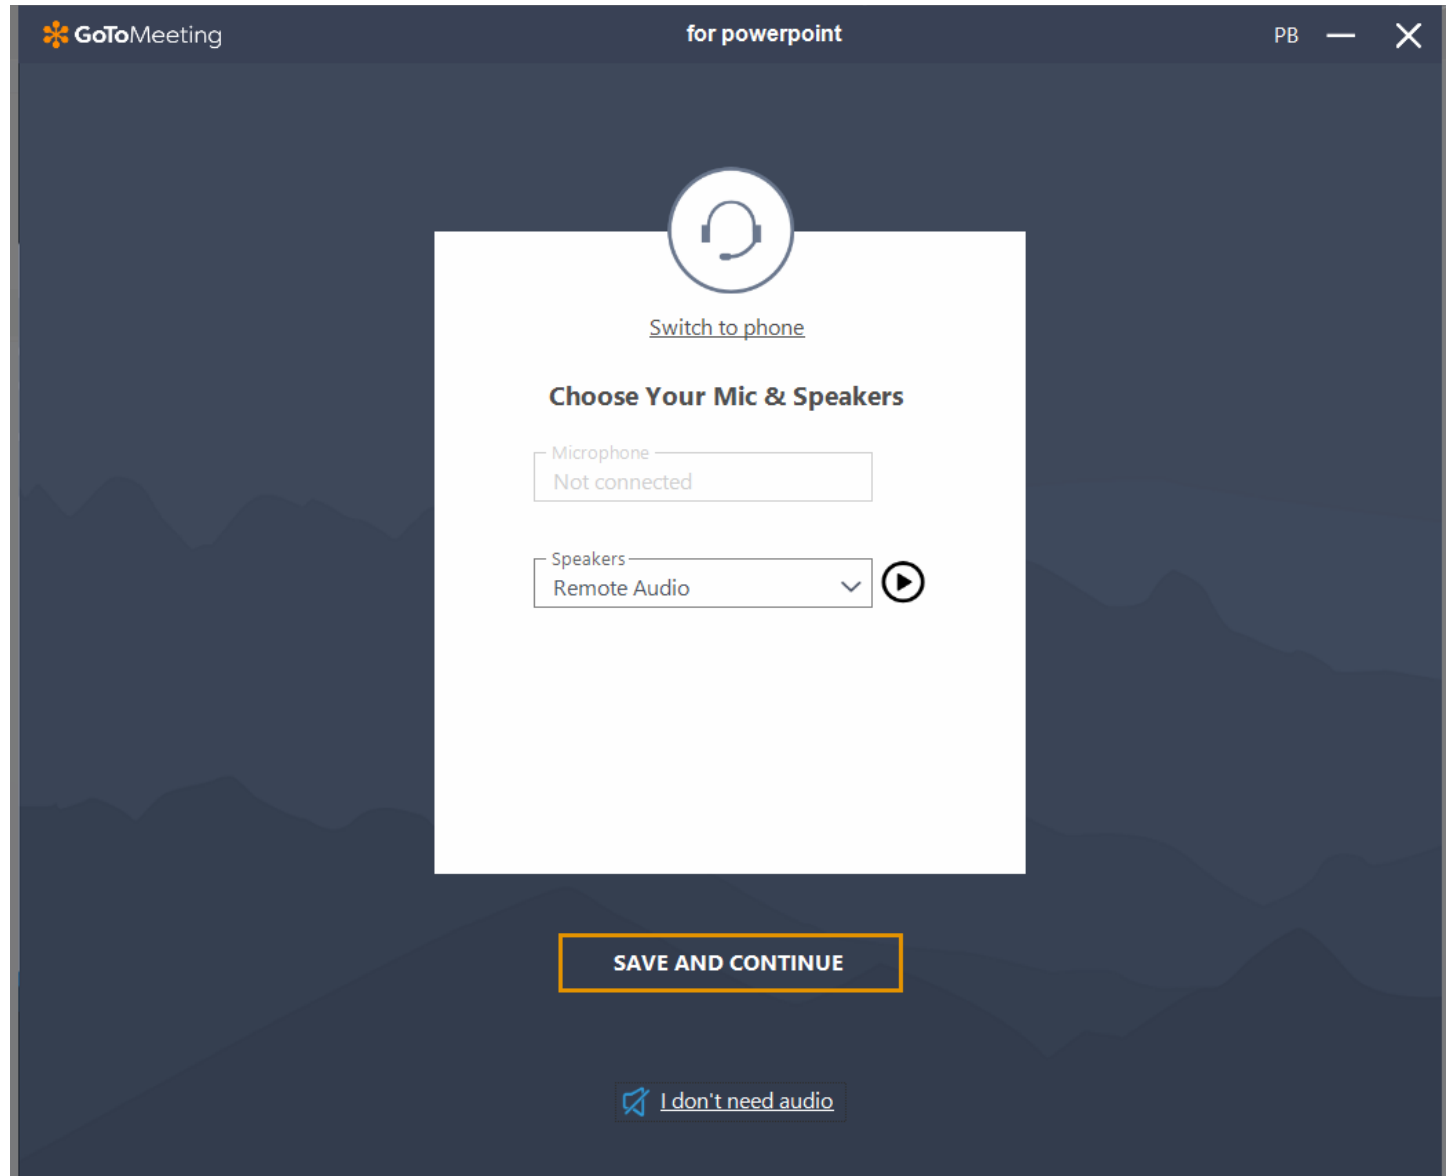 GoToMeeting
for powerpoint
PB
Switch to phone
Choose Your Mic & Speakers
Microphone
Not connected
Speakers
Remote Audio
SAVE AND CONTINUE
I don't need audio